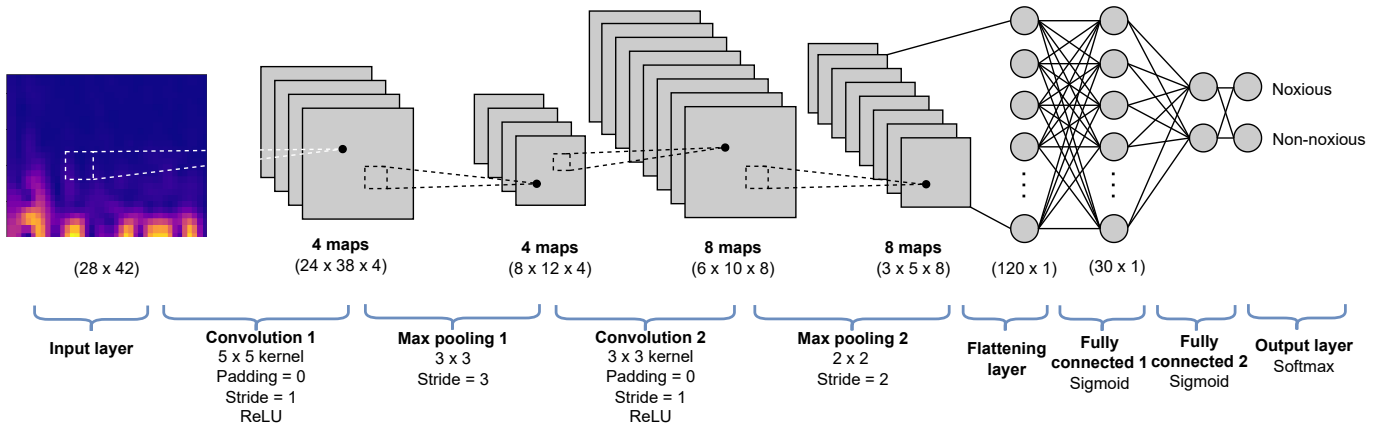 Noxious
Non-noxious
4 maps
4 maps
8 maps
8 maps
(28 x 42)
(24 x 38 x 4)
(8 x 12 x 4)
(6 x 10 x 8)
(3 x 5 x 8)
(120 x 1)
(30 x 1)
Input layer
Convolution 1
5 x 5 kernel
Padding = 0
Stride = 1
ReLU
Max pooling 1
3 x 3
Stride = 3
Convolution 2
3 x 3 kernel
Padding = 0
Stride = 1
ReLU
Max pooling 2
2 x 2
Stride = 2
Flattening
layer
Fully
connected 1
Sigmoid
Fully
connected 2
Sigmoid
Output layer
Softmax